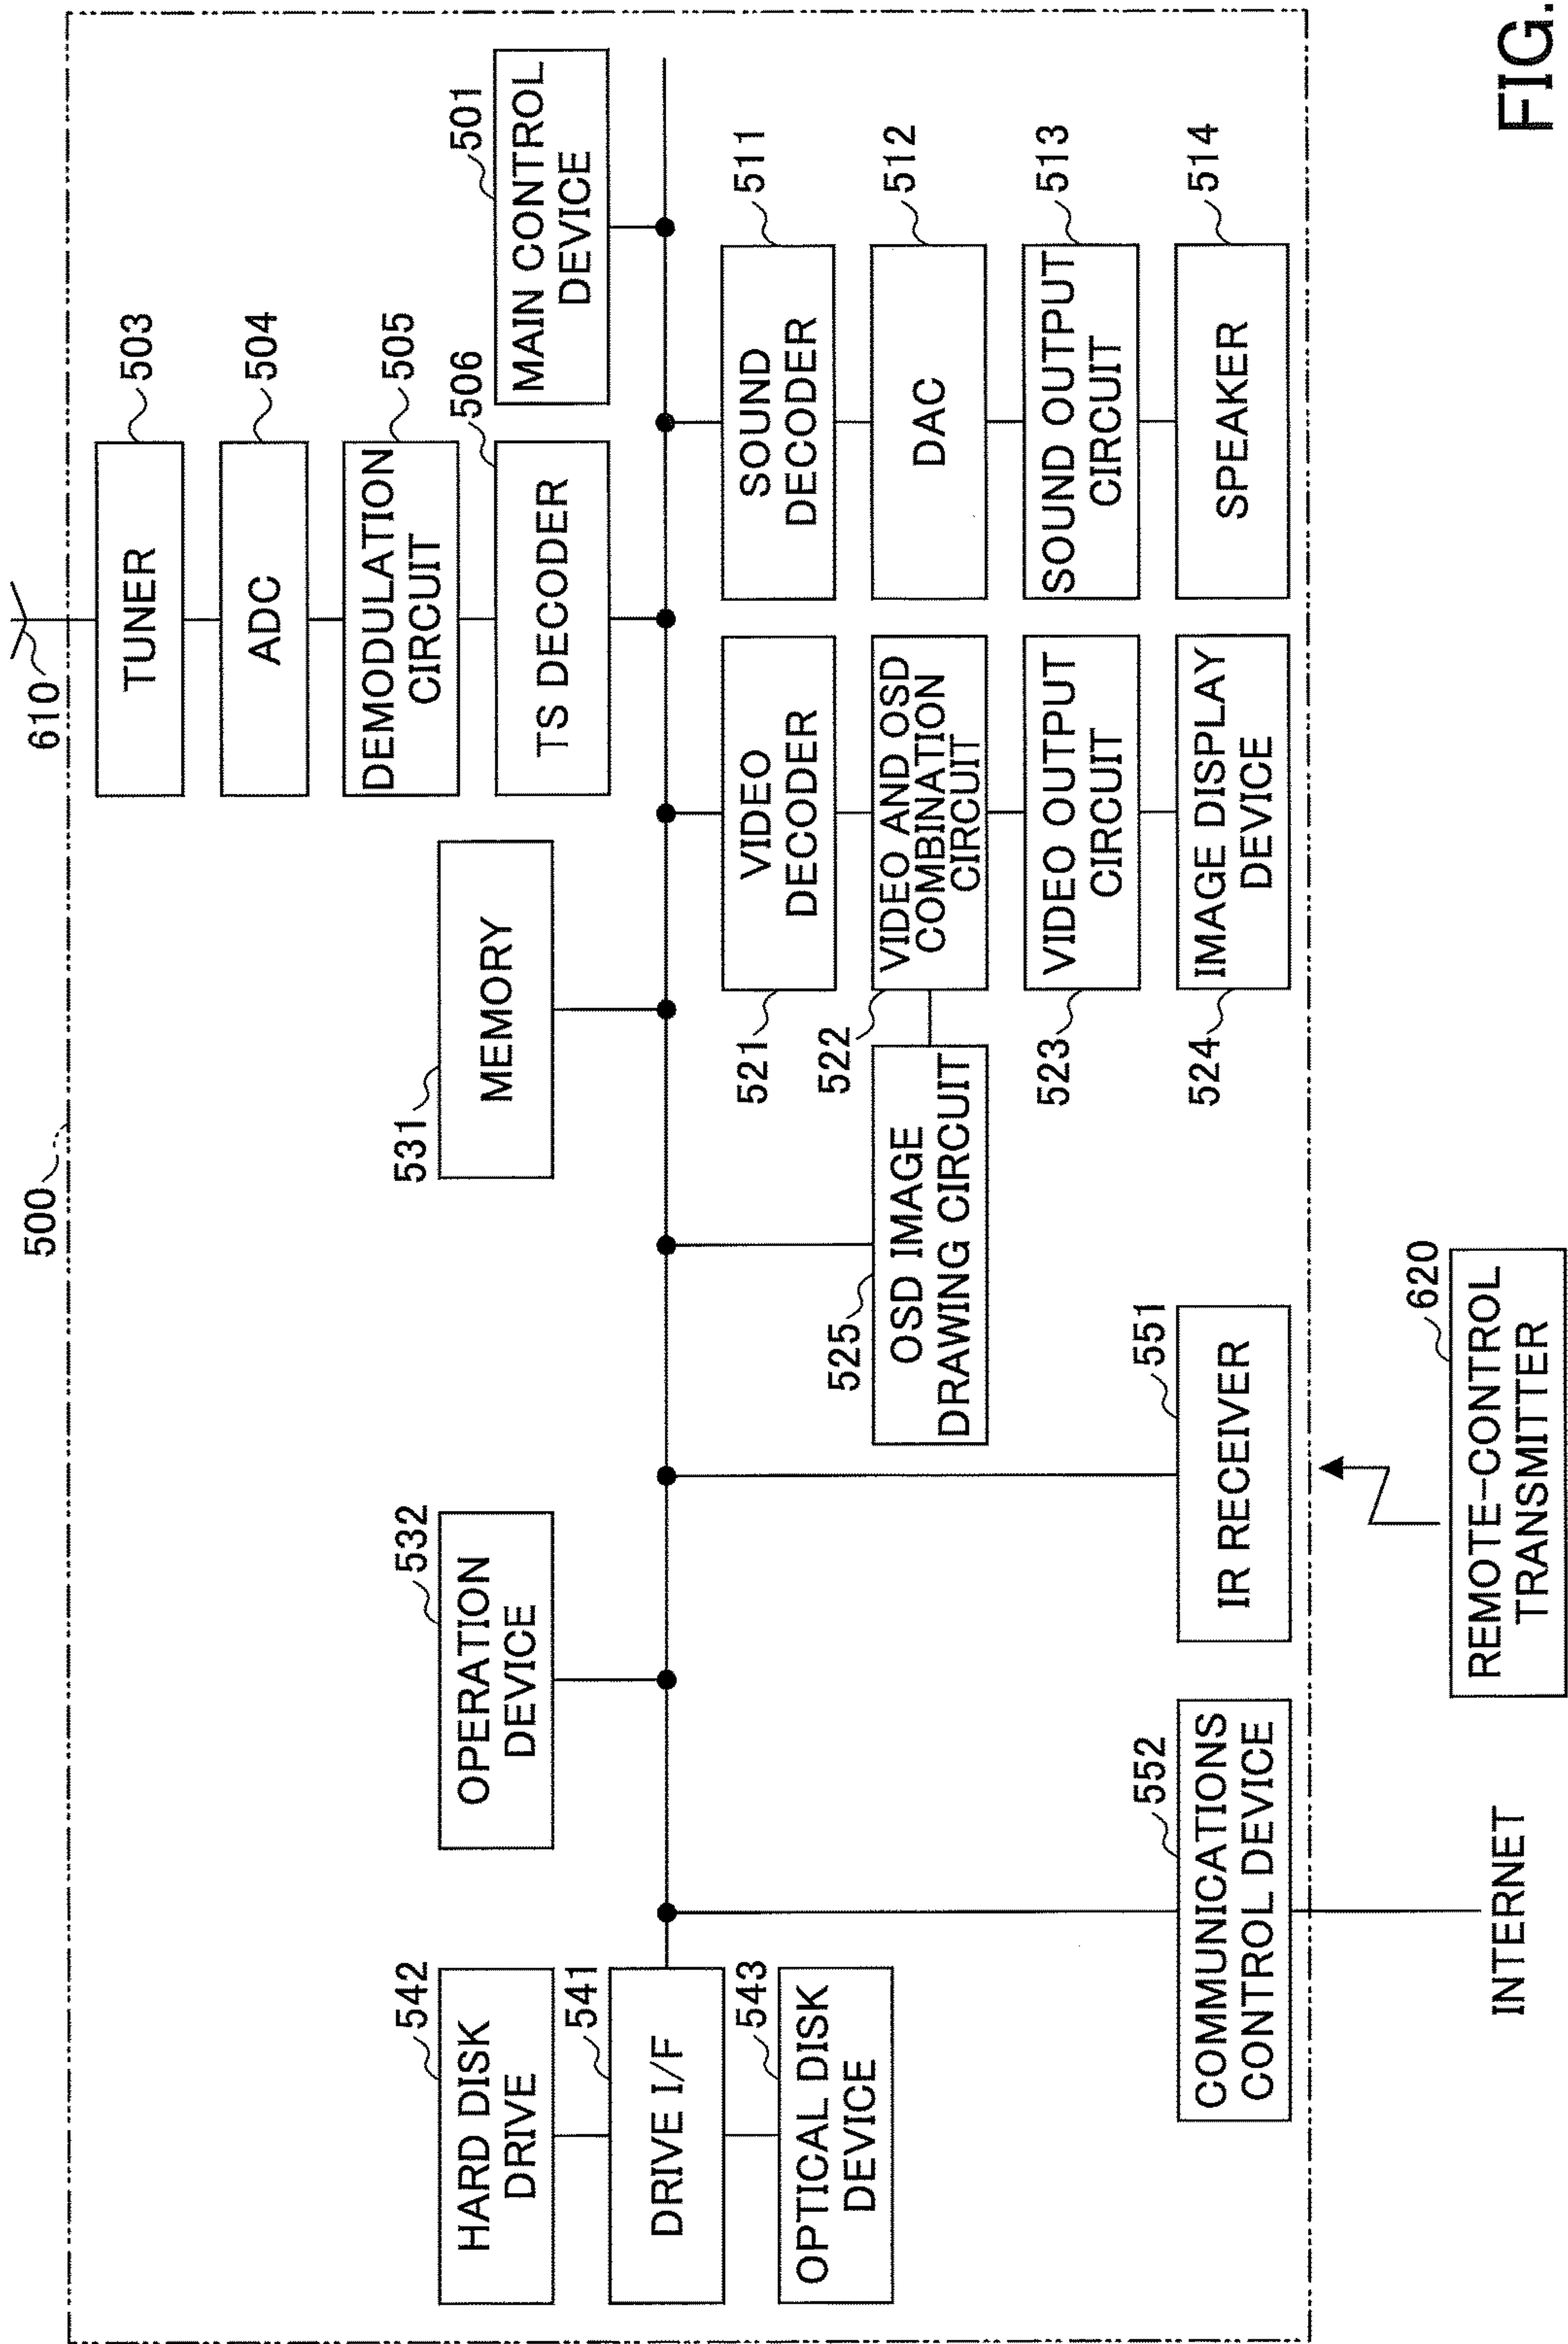 500
610
TUNER
503
ADC
504
DEMODULATION
CIRCUIT
505
TS DECODER
506
MAIN CONTROL
DEVICE
501
MEMORY
531
OPERATION
DEVICE
532
HARD DISK
DRIVE
542
DRIVE I/F
541
OPTICAL DISK
DEVICE
543
SOUND
DECODER
511
DAC
512
SOUND OUTPUT
CIRCUIT
513
SPEAKER
514
VIDEO
DECODER
521
VIDEO AND OSD
COMBINATION
CIRCUIT
522
VIDEO OUTPUT
CIRCUIT
523
IMAGE DISPLAY
DEVICE
524
OSD IMAGE
DRAWING CIRCUIT
525
IR RECEIVER
551
COMMUNICATIONS
CONTROL DEVICE
552
REMOTE-CONTROL
TRANSMITTER
620
INTERNET
FIG.